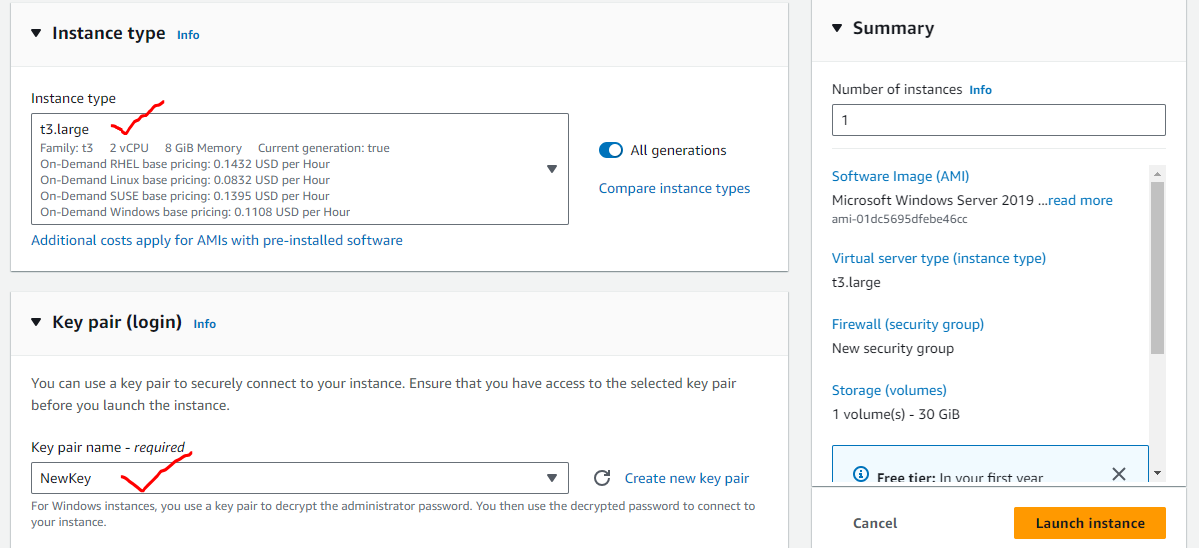 Instance type Info
Instance type
t3.large
Family: t3 2 vCPU 8 GiB Memory Current generation: true
On-Demand RHEL base pricing: 0.1432 USD per Hour
On-Demand Linux base pricing: 0.0832 USD per Hour
On-Demand SUSE base pricing: 0.1395 USD per Hour
On-Demand Windows base pricing: 0.1108 USD per Hour
All generations
Compare instance types
Additional costs apply for AMIs with pre-installed software
Key pair (login) Info
You can use a key pair to securely connect to your instance. Ensure that you have access to the selected key pair
before you launch the instance.
Key pair name - required
NewKey
Create new key pair
For Windows instances, you use a key pair to decrypt the administrator password. You then use the decrypted password to connect to
your instance.
Summary
Number of instances Info
1
Software Image (AMI)
Microsoft Windows Server 2019 ...read more
ami-01dc5695dfebe46cc
Virtual server type (instance type)
t3.large
Firewall (security group)
New security group
Storage (volumes)
1 volume(s) - 30 GiB
Free tier: In your first year
Cancel
Launch instance